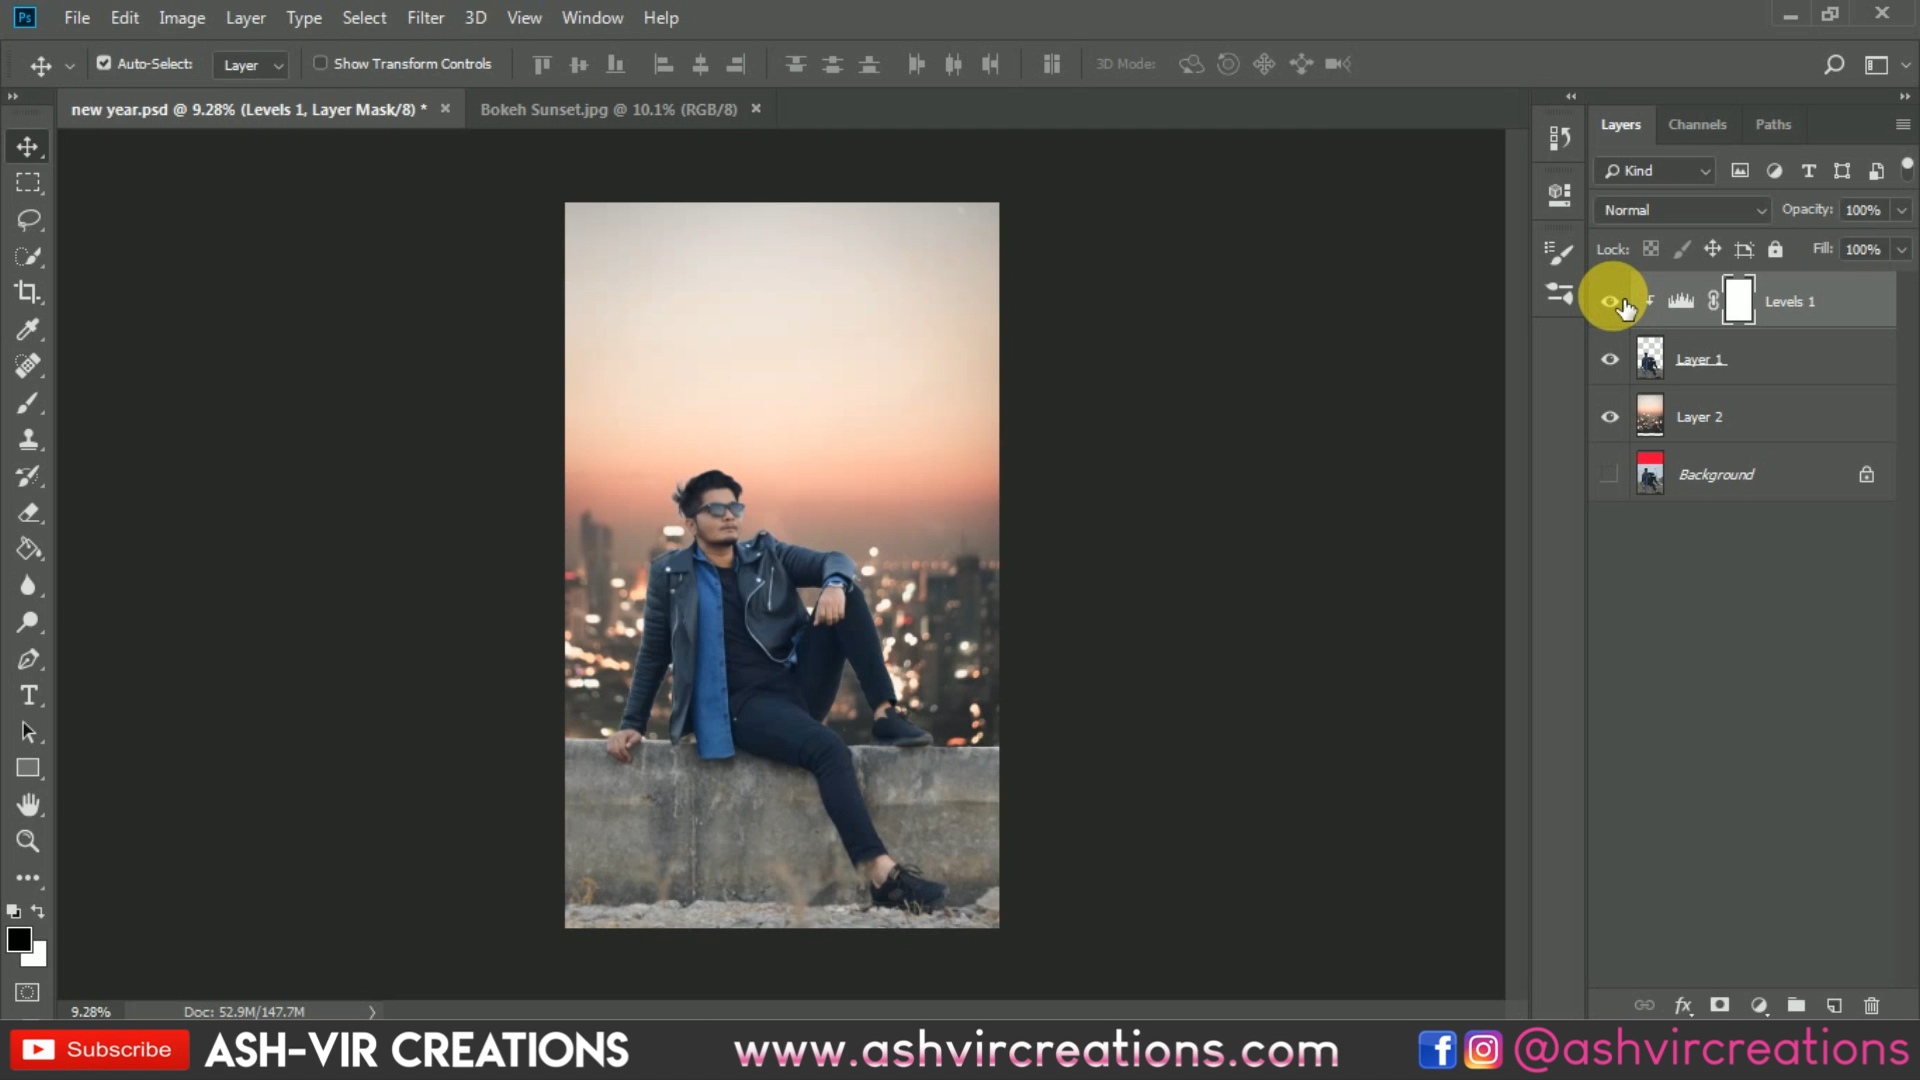 Ps File Edit Image Layer Type Select Filter 3D View Window Help
Auto-Select: Layer Show Transform Controls 3D Mode:
new year.psd @ 9.28% (Levels 1, Layer Mask/8) * × Bokeh Sunset.jpg @ 10.1% (RGB/8) ×
Layers Channels Paths
Kind
Normal Opacity: 100%
Lock: Fill: 100%
Levels 1
Layer 1
Layer 2
Background
9.28% Doc: 52.9M/147.7M
Subscribe ASH-VIR CREATIONS www.ashvircreations.com @ashvircreations